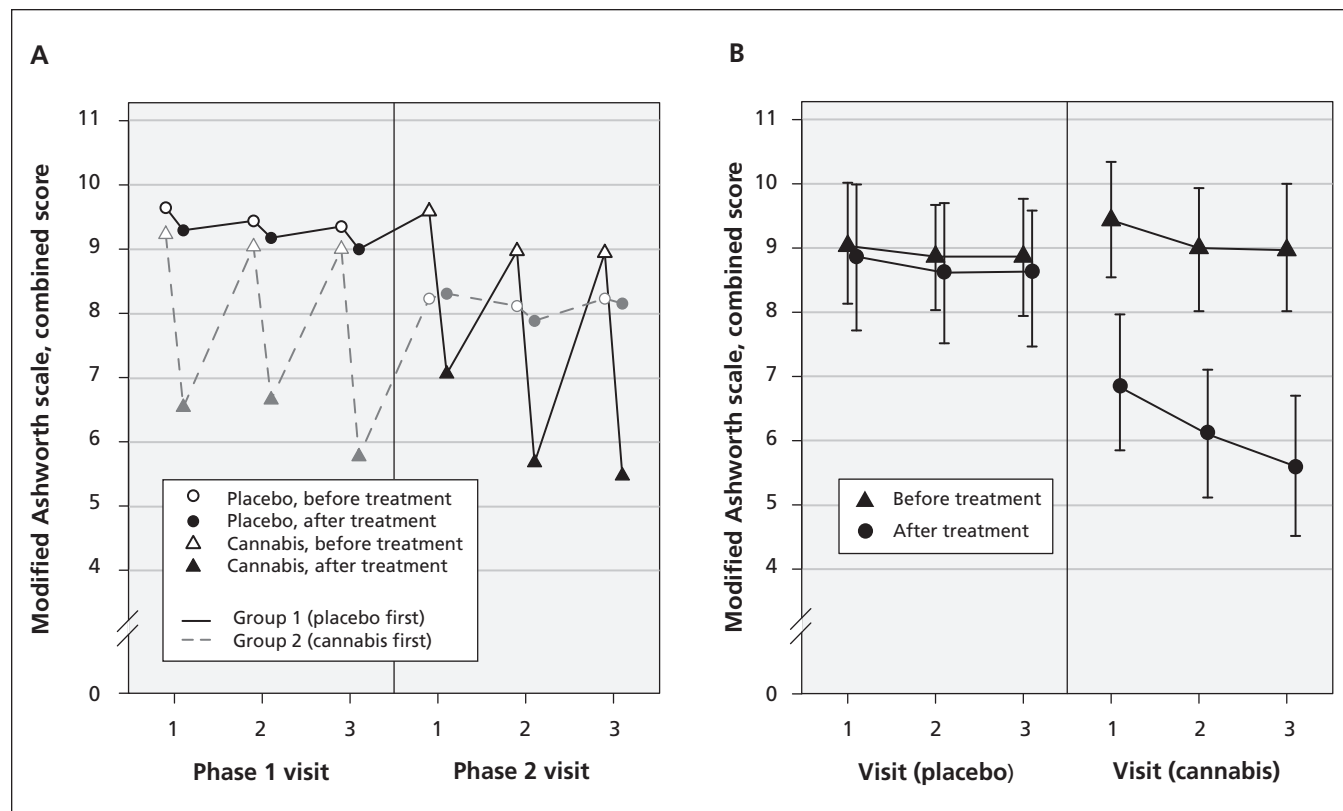 A
Modified Ashworth scale, combined score
11
10
9
8
7
6
5
4
0
Placebo, before treatment
Placebo, after treatment
Cannabis, before treatment
Cannabis, after treatment
Group 1 (placebo first)
Group 2 (cannabis first)
1 2 3 1 2 3
Phase 1 visit Phase 2 visit
B
Modified Ashworth scale, combined score
11
10
9
8
7
6
5
4
0
Before treatment
After treatment
1 2 3 1 2 3
Visit (placebo) Visit (cannabis)